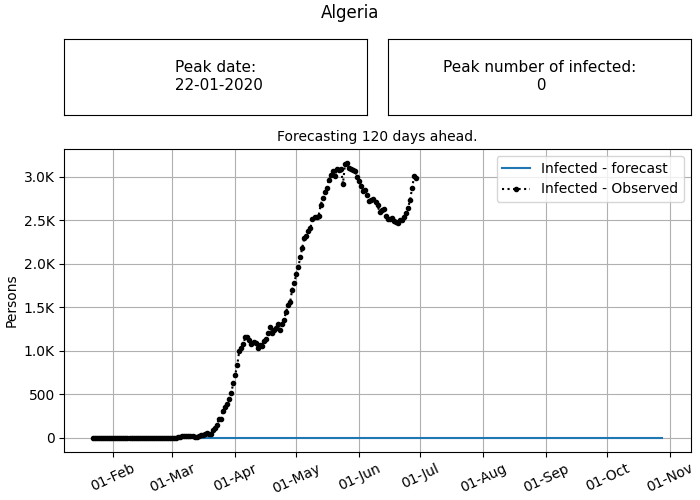 Algeria
Peak date:
22-01-2020
Peak number of infected:
0
Forecasting 120 days ahead.
Infected - forecast
Infected - Observed
Persons
3.0K
2.5K
2.0K
1.5K
1.0K
500
0
01-Feb
01-Mar
01-Apr
01-May
01-Jun
01-Jul
01-Aug
01-Sep
01-Oct
01-Nov